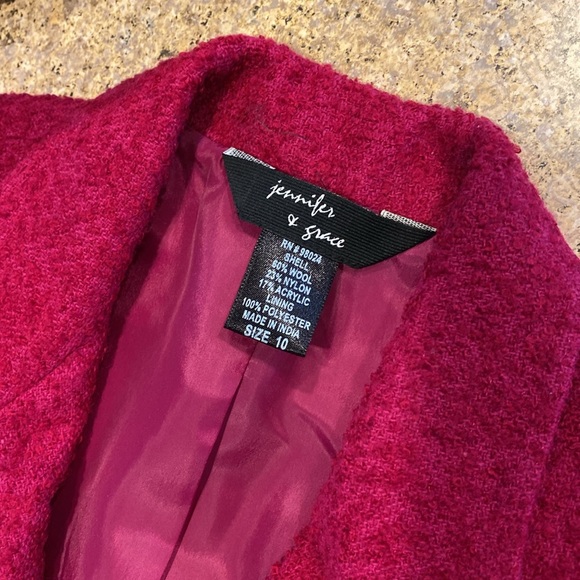 jennifer
& grace
RN # 98024
SHELL
60% WOOL
23% NYLON
17% ACRYLIC
LINING
100% POLYESTER
MADE IN INDIA
SIZE 10